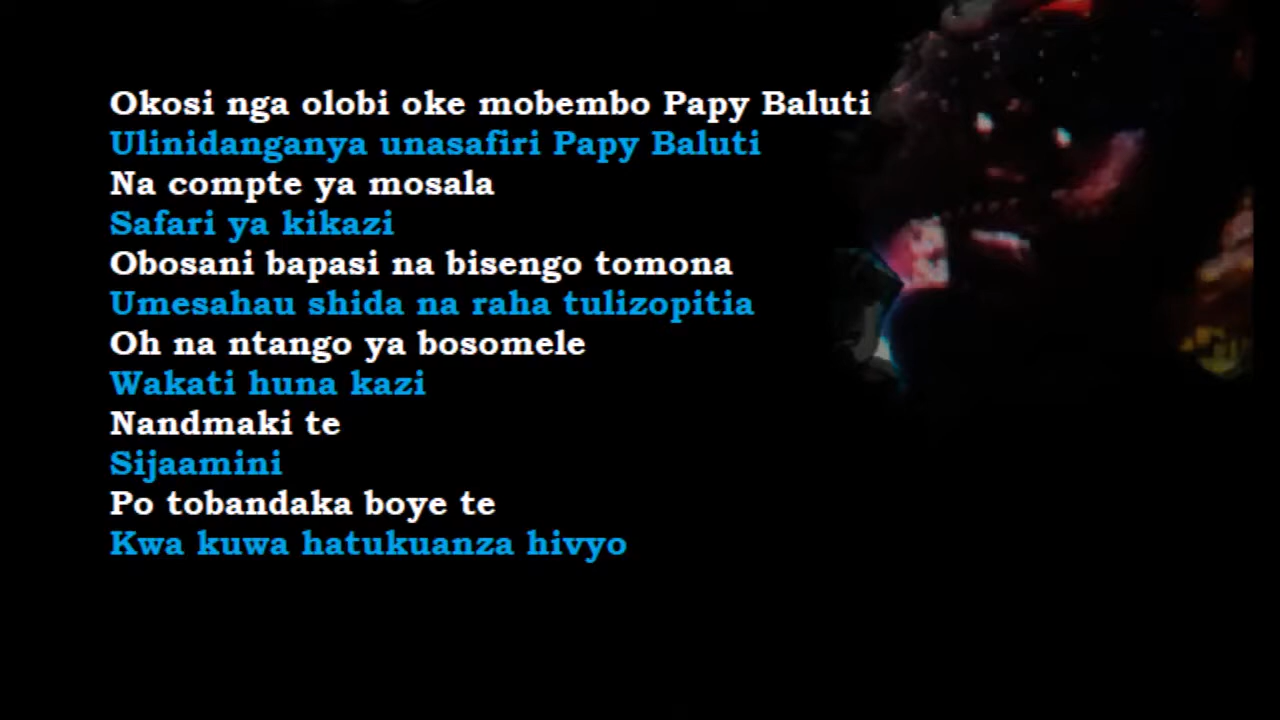 Okosi nga olobi oke mobembo Papy Baluti
Ulinidanganya unasafiri Papy Baluti
Na compte ya mosala
Safari ya kikazi
Obosani bapasi na bisengo tomona
Umesahau shida na raha tulizopitia
Oh na ntango ya bosomele
Wakati huna kazi
Nandmaki te
Sijaamini
Po tobandaka boye te
Kwa kuwa hatukuanza hivyo